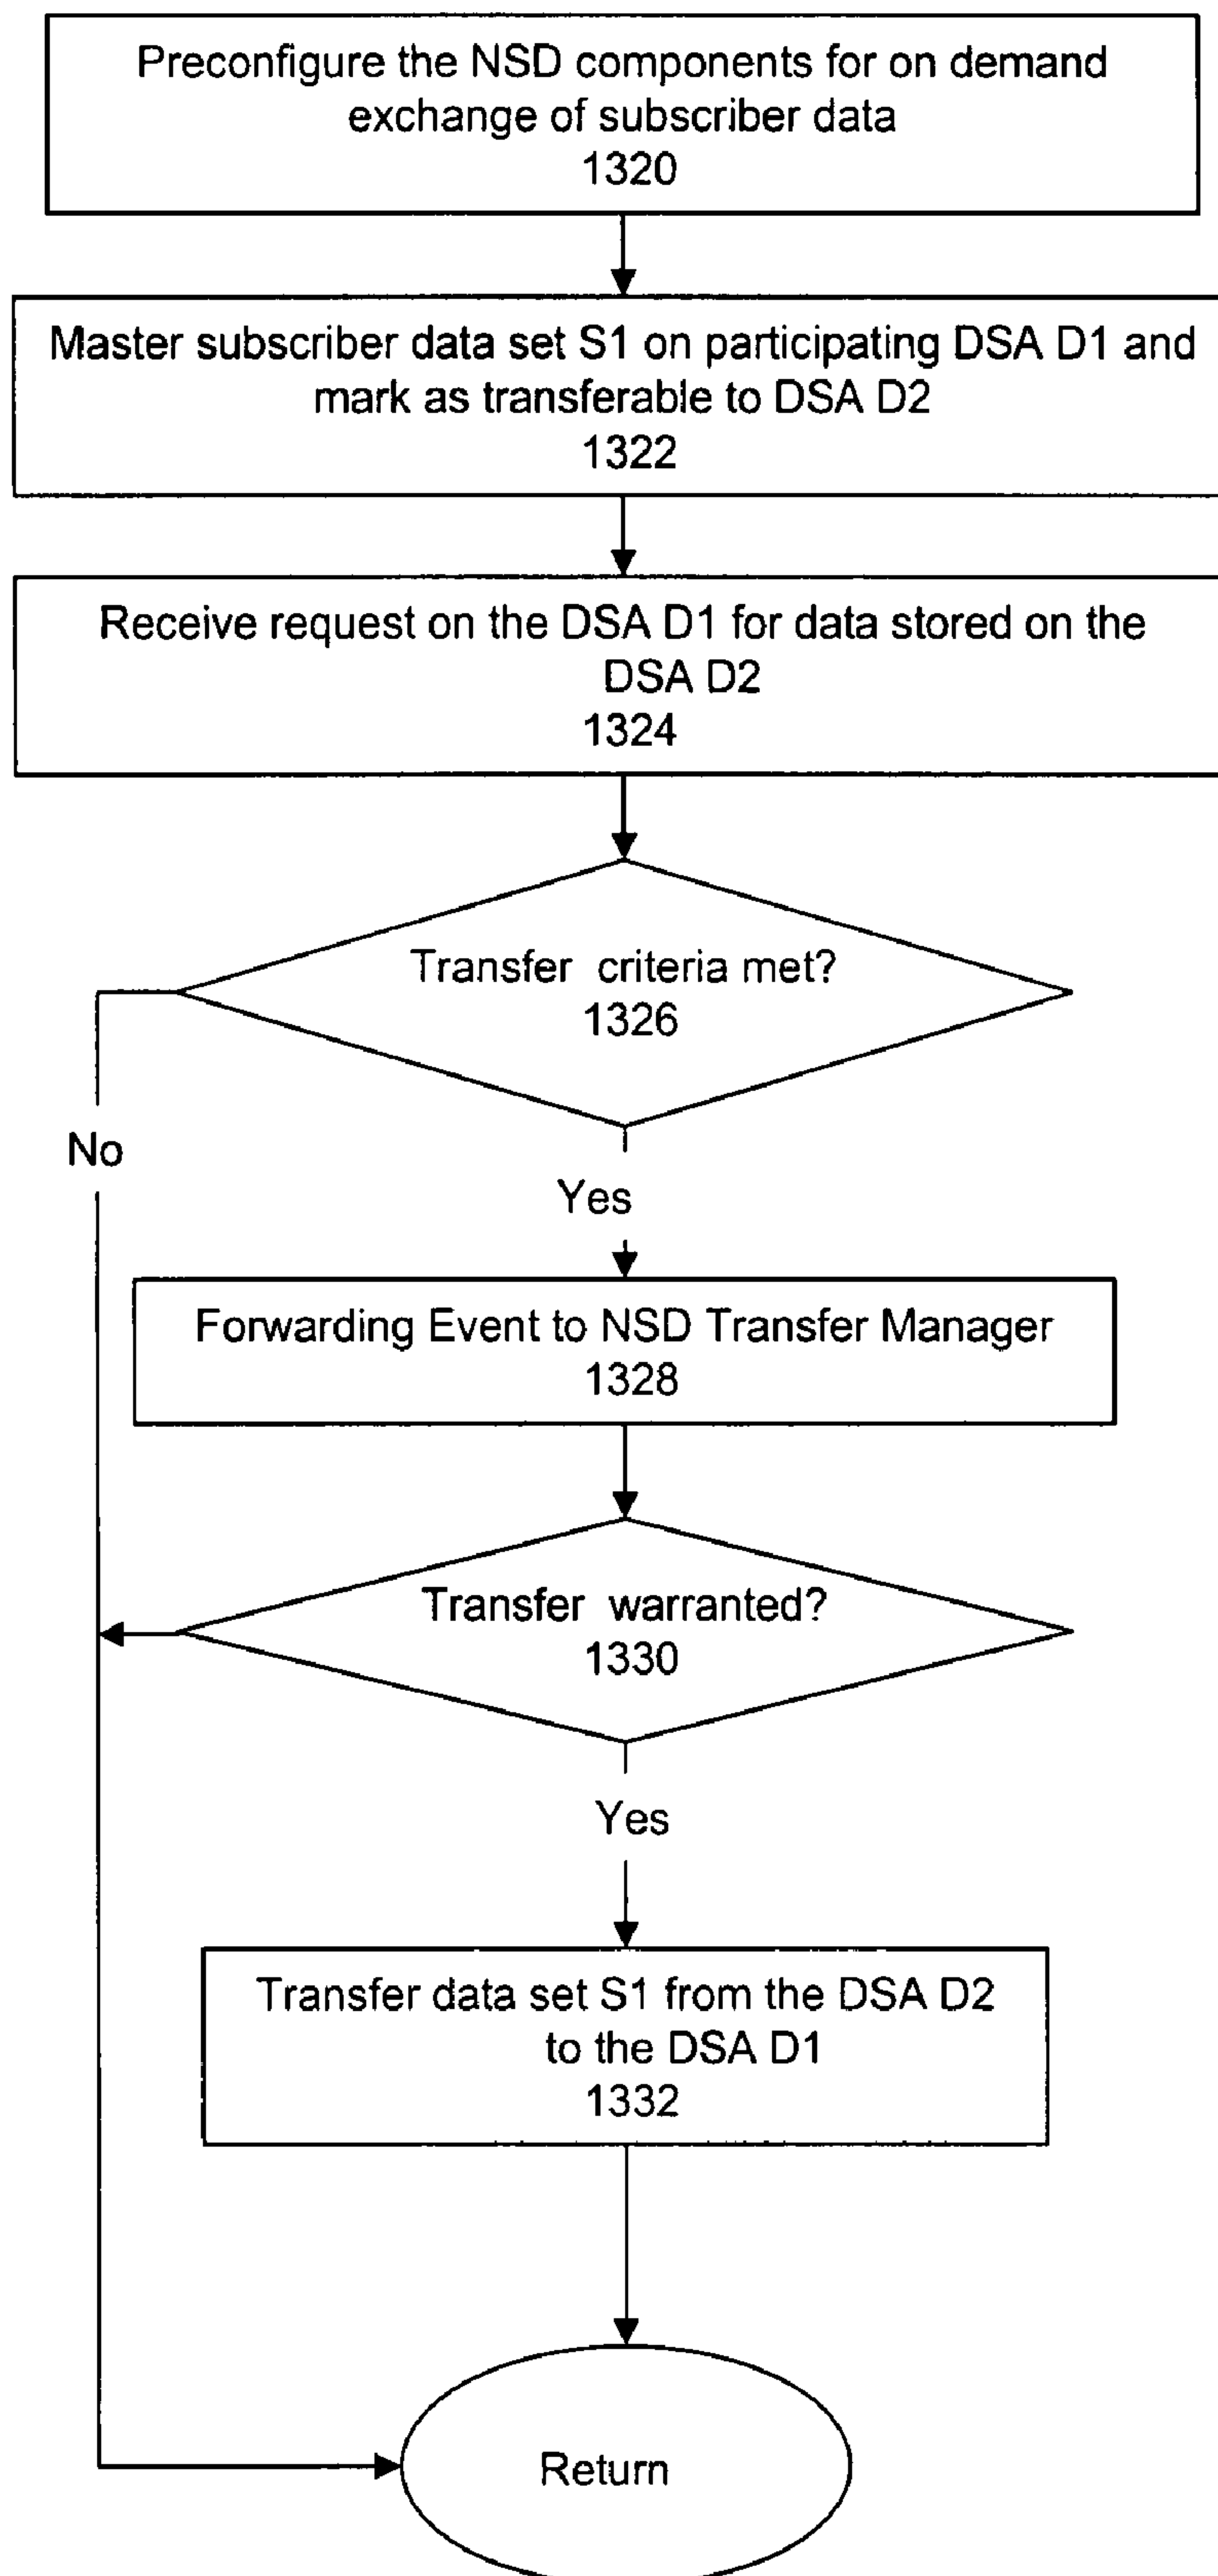 Preconfigure the NSD components for on demand
exchange of subscriber data
1320
Master subscriber data set S1 on participating DSA D1 and
mark as transferable to DSA D2
1322
Receive request on the DSA D1 for data stored on the
DSA D2
1324
Transfer criteria met?
1326
No
Yes
Forwarding Event to NSD Transfer Manager
1328
Transfer warranted?
1330
Yes
Transfer data set S1 from the DSA D2
to the DSA D1
1332
Return